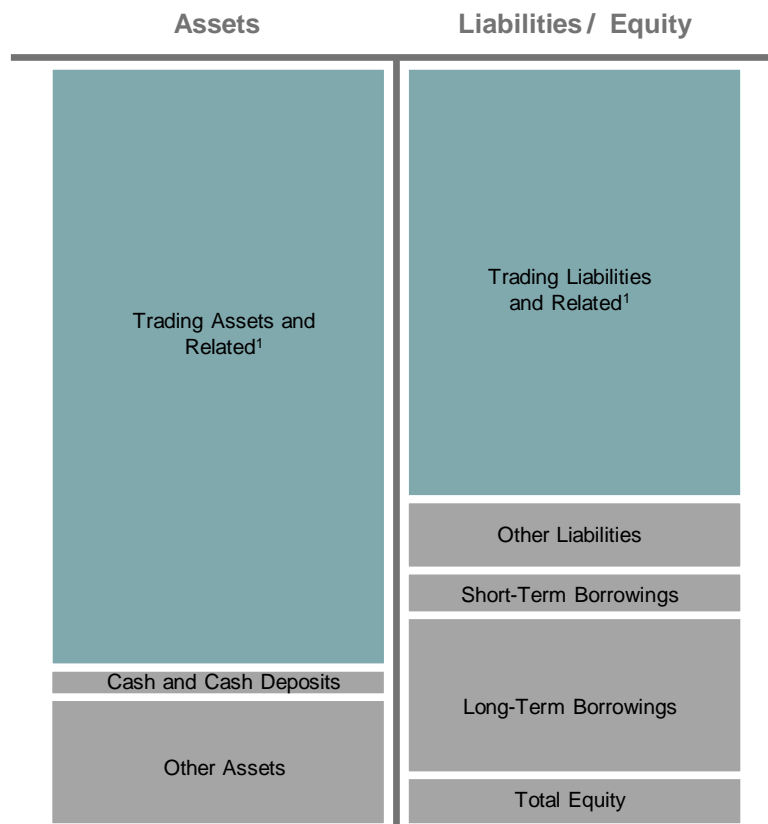 Assets
Liabilities / Equity
Trading Assets and
Related¹
Cash and Cash Deposits
Other Assets
Trading Liabilities
and Related¹
Other Liabilities
Short-Term Borrowings
Long-Term Borrowings
Total Equity